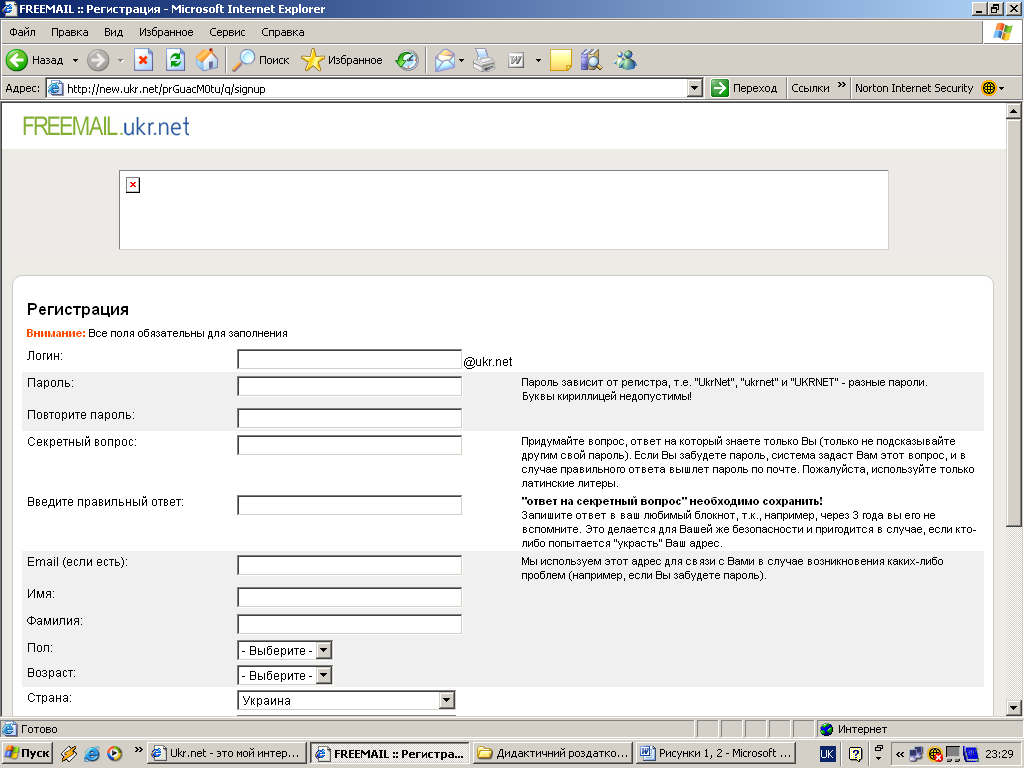 FREEMAIL :: Регистрация - Microsoft Internet Explorer
Файл Правка Вид Избранное Сервис Справка
Назад Поиск Избранное
Адрес: http://new.ukr.net/prGuacM0tu/q/signup Переход Ссылки » Norton Internet Security
FREEMAIL.ukr.net
Регистрация
Внимание: Все поля обязательны для заполнения
Логин: @ukr.net
Пароль: Пароль зависит от регистра, т.е. "UkrNet", "ukrnet" и "UKRNET" - разные пароли.
Буквы кириллицей недопустимы!
Повторите пароль:
Секретный вопрос: Придумайте вопрос, ответ на который знаете только Вы (только не подсказывайте
другим свой пароль). Если Вы забудете пароль, система задаст Вам этот вопрос, и в
случае правильного ответа вышлет пароль по почте. Пожалуйста, используйте только
латинские литеры.
Введите правильный ответ: "ответ на секретный вопрос" необходимо сохранить!
Запишите ответ в ваш любимый блокнот, т.к., например, через 3 года вы его не
вспомните. Это делается для Вашей же безопасности и пригодится в случае, если кто-
либо попытается "украсть" Ваш адрес.
Email (если есть): Мы используем этот адрес для связи с Вами в случае возникновения каких-либо
проблем (например, если Вы забудете пароль).
Имя:
Фамилия:
Пол: - Выберите -
Возраст: - Выберите -
Страна: Украина
Готово Интернет
Пуск » Ukr.net - это мой интер... FREEMAIL :: Регистра... Дидактичний роздатко... Рисунки 1, 2 - Microsoft ... UK « 23:29